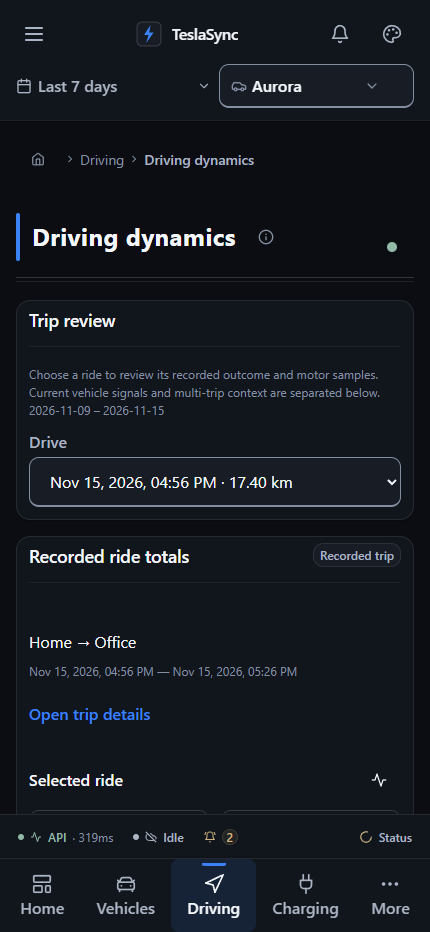 TeslaSync
Last 7 days
Aurora
Driving
Driving dynamics
Driving dynamics
Trip review
Choose a ride to review its recorded outcome and motor samples.
Current vehicle signals and multi-trip context are separated below.
2026-11-09 – 2026-11-15
Drive
Nov 15, 2026, 04:56 PM · 17.40 km
Recorded ride totals
Recorded trip
Home → Office
Nov 15, 2026, 04:56 PM — Nov 15, 2026, 05:26 PM
Open trip details
Selected ride
API · 319ms
Idle
2
Status
Home
Vehicles
Driving
Charging
More